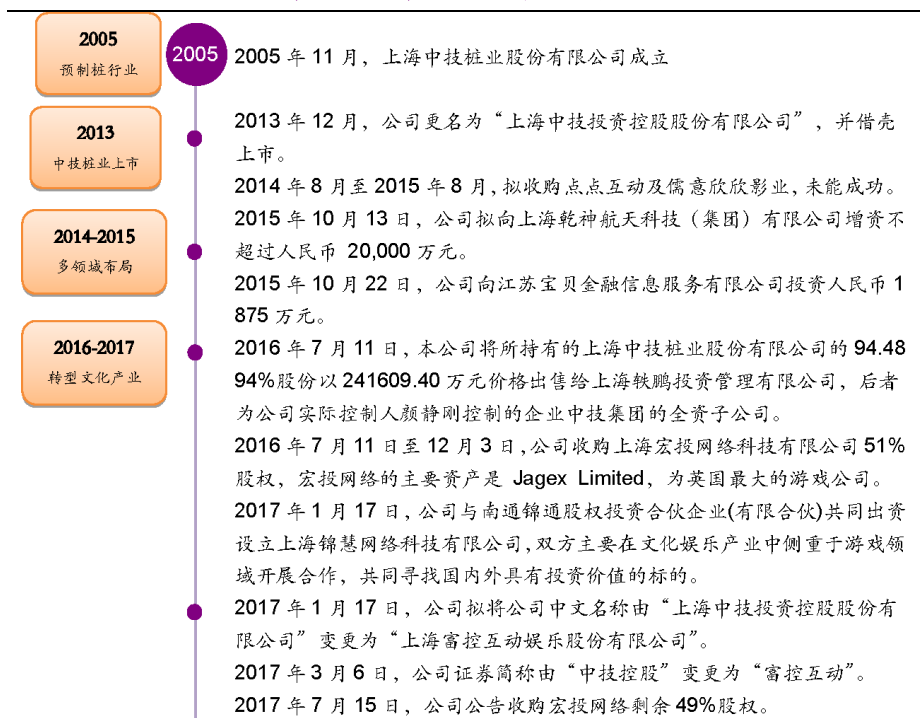 2005
预制桩行业
2005
2005 年 11 月，上海中技桩业股份有限公司成立
2013
中技桩业上市
2013 年 12 月，公司更名为“上海中技投资控股股份有限公司”，并借壳
上市。
2014 年 8 月至 2015 年 8 月，拟收购点点互动及儒意欣欣影业，未能成功。
2014-2015
多领域布局
2015 年 10 月 13 日，公司拟向上海乾神航天科技（集团）有限公司增资不
超过人民币 20,000 万元。
2015 年 10 月 22 日，公司向江苏宝贝金融信息服务有限公司投资人民币 1
875 万元。
2016-2017
转型文化产业
2016 年 7 月 11 日，本公司将所持有的上海中技桩业股份有限公司的 94.48
94%股份以 241609.40 万元价格出售给上海轶鹏投资管理有限公司，后者
为公司实际控制人颜静刚控制的企业中技集团的全资子公司。
2016 年 7 月 11 日至 12 月 3 日，公司收购上海宏投网络科技有限公司 51%
股权，宏投网络的主要资产是 Jagex Limited，为英国最大的游戏公司。
2017 年 1 月 17 日，公司与南通锦通股权投资合伙企业(有限合伙)共同出资
设立上海锦慧网络科技有限公司，双方主要在文化娱乐产业中侧重于游戏领
域开展合作，共同寻找国内外具有投资价值的标的。
2017 年 1 月 17 日，公司拟将公司中文名称由“上海中技投资控股股份有
限公司”变更为“上海富控互动娱乐股份有限公司”。
2017 年 3 月 6 日，公司证券简称由“中技控股”变更为“富控互动”。
2017 年 7 月 15 日，公司公告收购宏投网络剩余 49%股权。